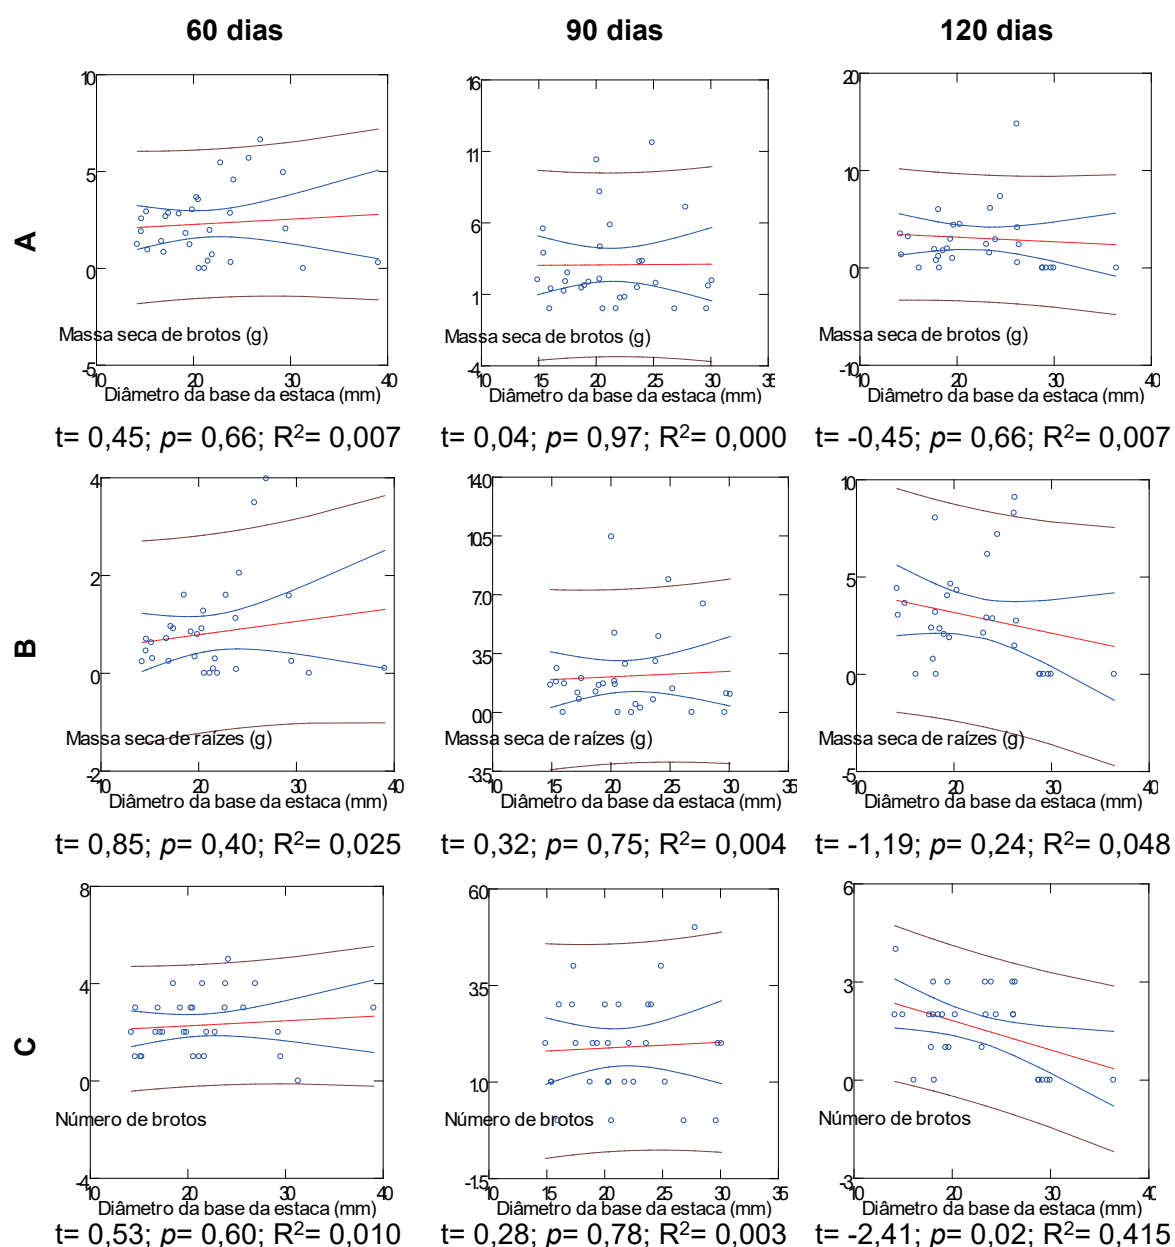 60 dias 90 dias 120 dias
A
10
5
0
-5
10 20 30 40
Massa seca de brotos (g)
Diâmetro da base da estaca (mm)
t= 0,45; p= 0,66; R²= 0,007
16
11
6
1
-4
10 15 20 25 30 35
Massa seca de brotos (g)
Diâmetro da base da estaca (mm)
t= 0,04; p= 0,97; R²= 0,000
20
10
0
-10
10 20 30 40
Massa seca de brotos (g)
Diâmetro da base da estaca (mm)
t= -0,45; p= 0,66; R²= 0,007
B
4
2
0
-2
10 20 30 40
Massa seca de raízes (g)
Diâmetro da base da estaca (mm)
t= 0,85; p= 0,40; R²= 0,025
14.0
10.5
7.0
3.5
0.0
-3.5
10 15 20 25 30 35
Massa seca de raízes (g)
Diâmetro da base da estaca (mm)
t= 0,32; p= 0,75; R²= 0,004
10
5
0
-5
10 20 30 40
Massa seca de raízes (g)
Diâmetro da base da estaca (mm)
t= -1,19; p= 0,24; R²= 0,048
C
8
4
0
-4
10 20 30 40
Número de brotos
Diâmetro da base da estaca (mm)
t= 0,53; p= 0,60; R²= 0,010
6.0
3.5
1.0
-1.5
10 15 20 25 30 35
Número de brotos
Diâmetro da base da estaca (mm)
t= 0,28; p= 0,78; R²= 0,003
6
3
0
-3
10 20 30 40
Número de brotos
Diâmetro da base da estaca (mm)
t= -2,41; p= 0,02; R²= 0,415